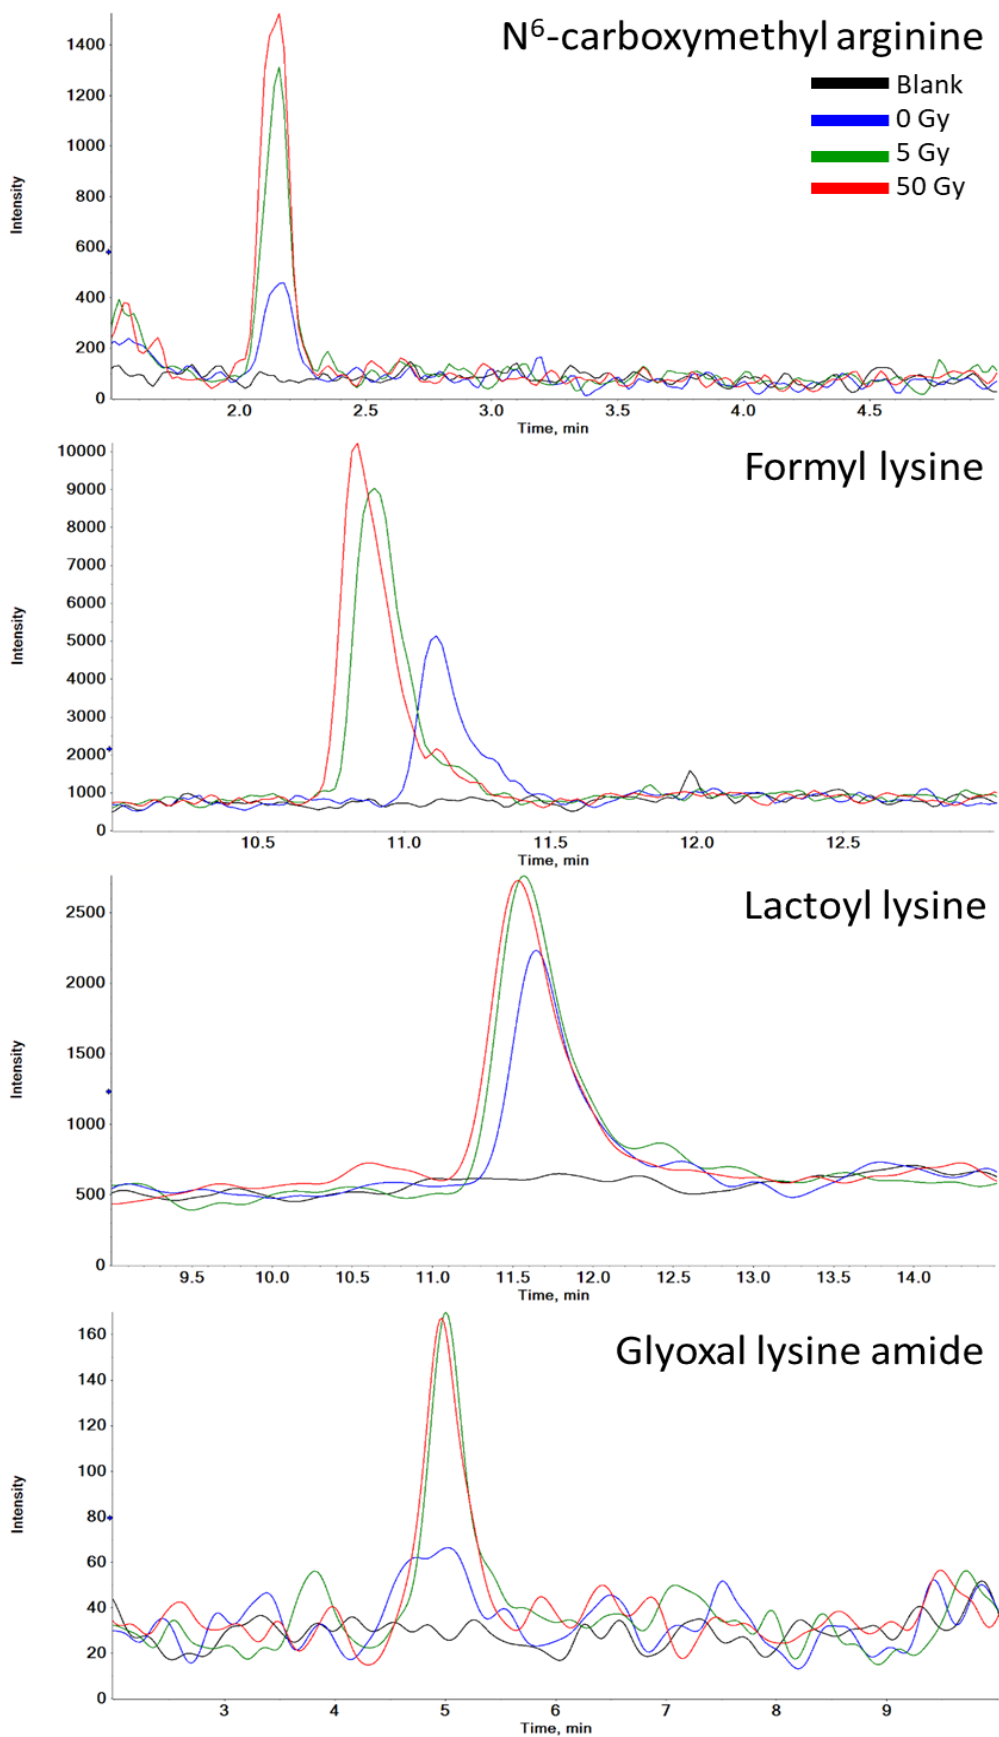 N⁶-carboxymethyl arginine
Blank
0 Gy
5 Gy
50 Gy
Intensity
1400
1200
1000
800
600
400
200
0
2.0 2.5 3.0 3.5 4.0 4.5
Time, min
Formyl lysine
Intensity
10000
9000
8000
7000
6000
5000
4000
3000
2000
1000
0
10.5 11.0 11.5 12.0 12.5
Time, min
Lactoyl lysine
Intensity
2500
2000
1500
1000
500
0
9.5 10.0 10.5 11.0 11.5 12.0 12.5 13.0 13.5 14.0
Time, min
Glyoxal lysine amide
Intensity
160
140
120
100
80
60
40
20
0
3 4 5 6 7 8 9
Time, min